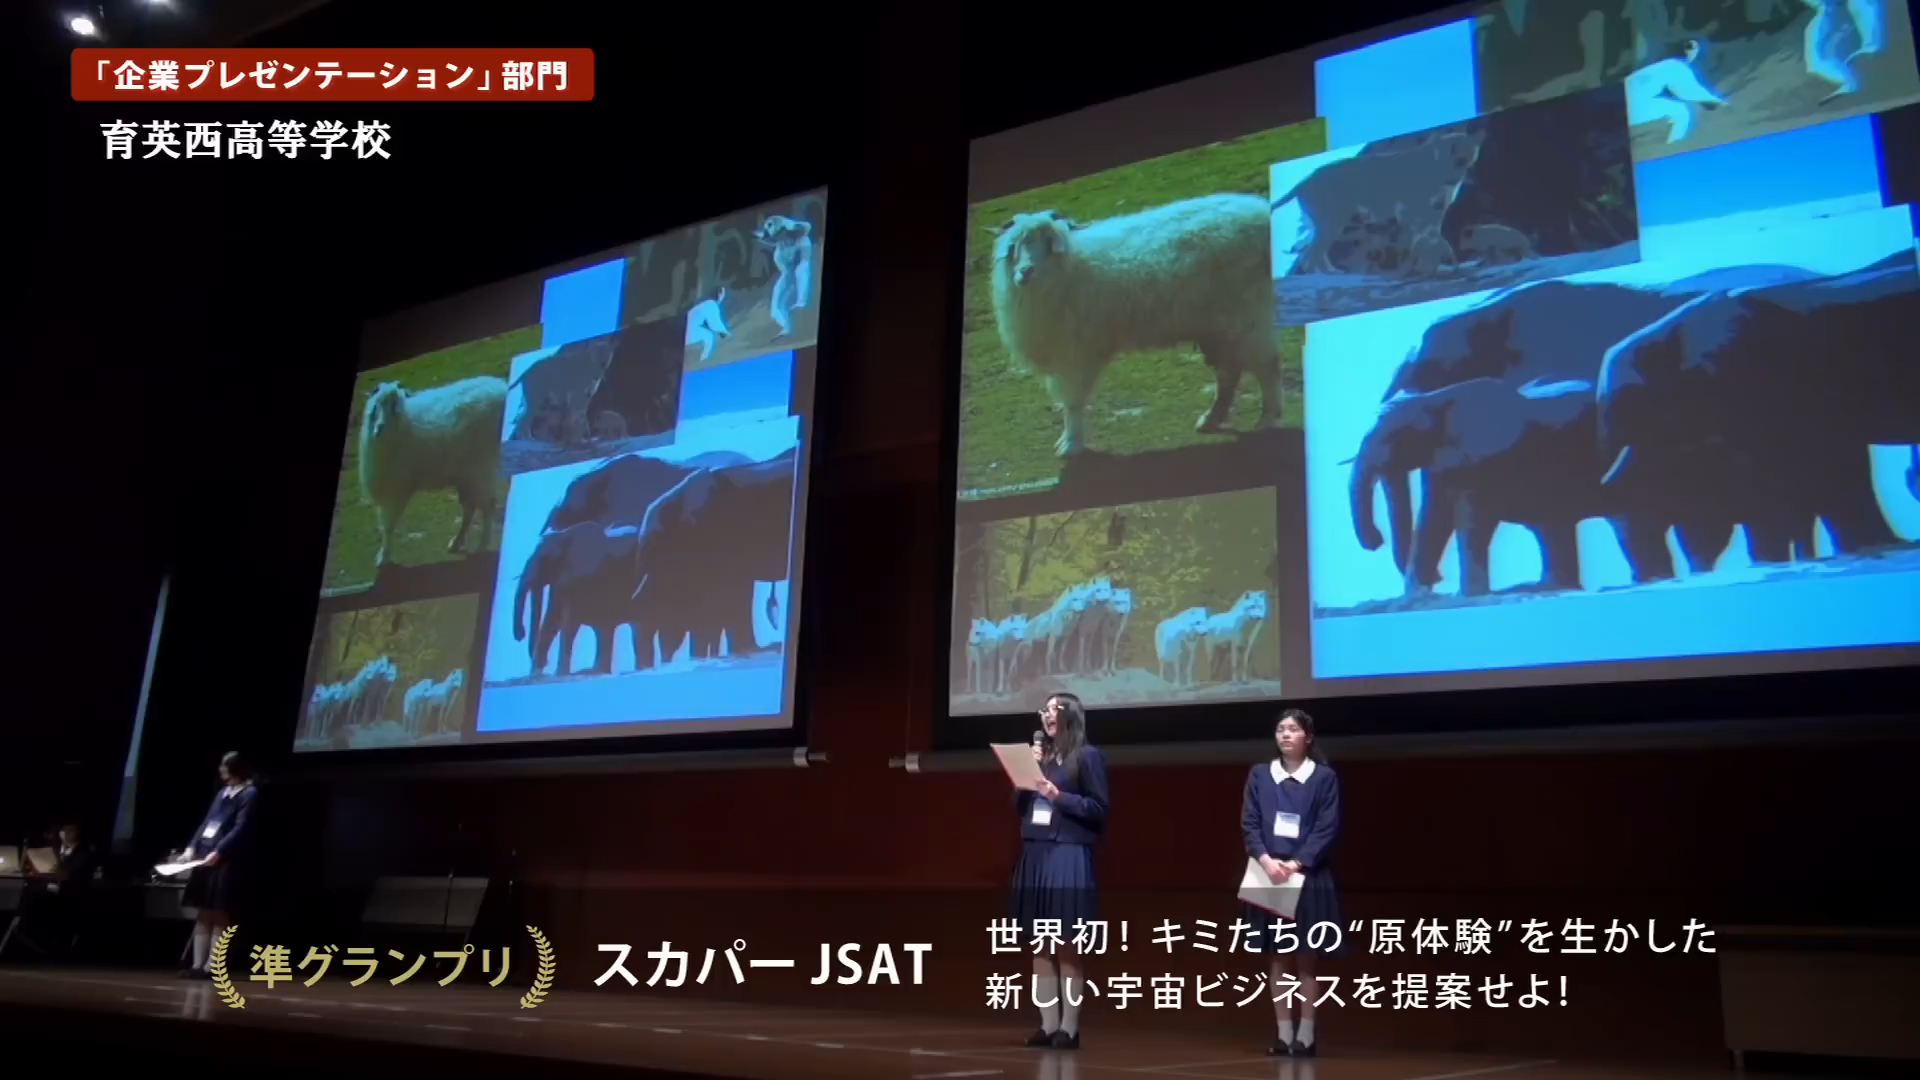 「企業プレゼンテーション」部門
育英西高等学校
準グランプリ
スカパーJSAT
世界初！キミたちの“原体験”を生かした
新しい宇宙ビジネスを提案せよ！